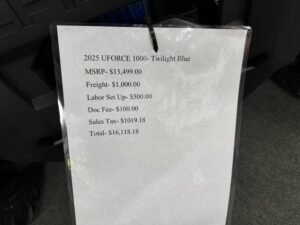 2025 UFORCE 1000- Twilight Blue
MSRP- $13,499.00
Freight- $1,000.00
Labor Set Up- $500.00
Doc Fee- $100.00
Sales Tax- $1019.18
Total- $16,118.18